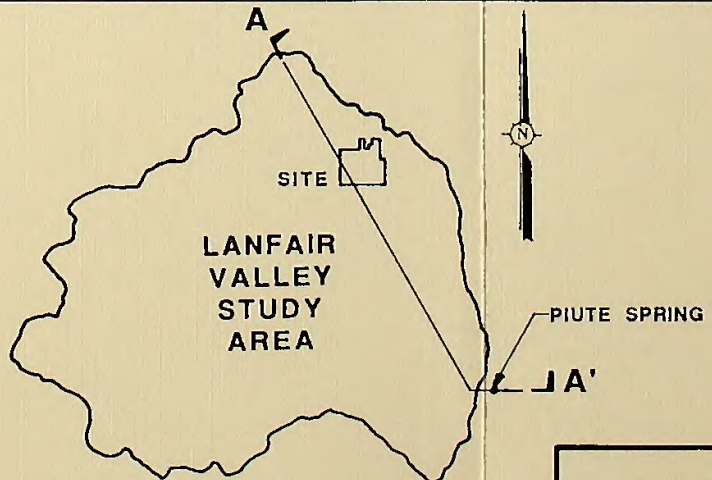 A
N
SITE
LANFAIR
VALLEY
STUDY
AREA
PIUTE SPRING
A'